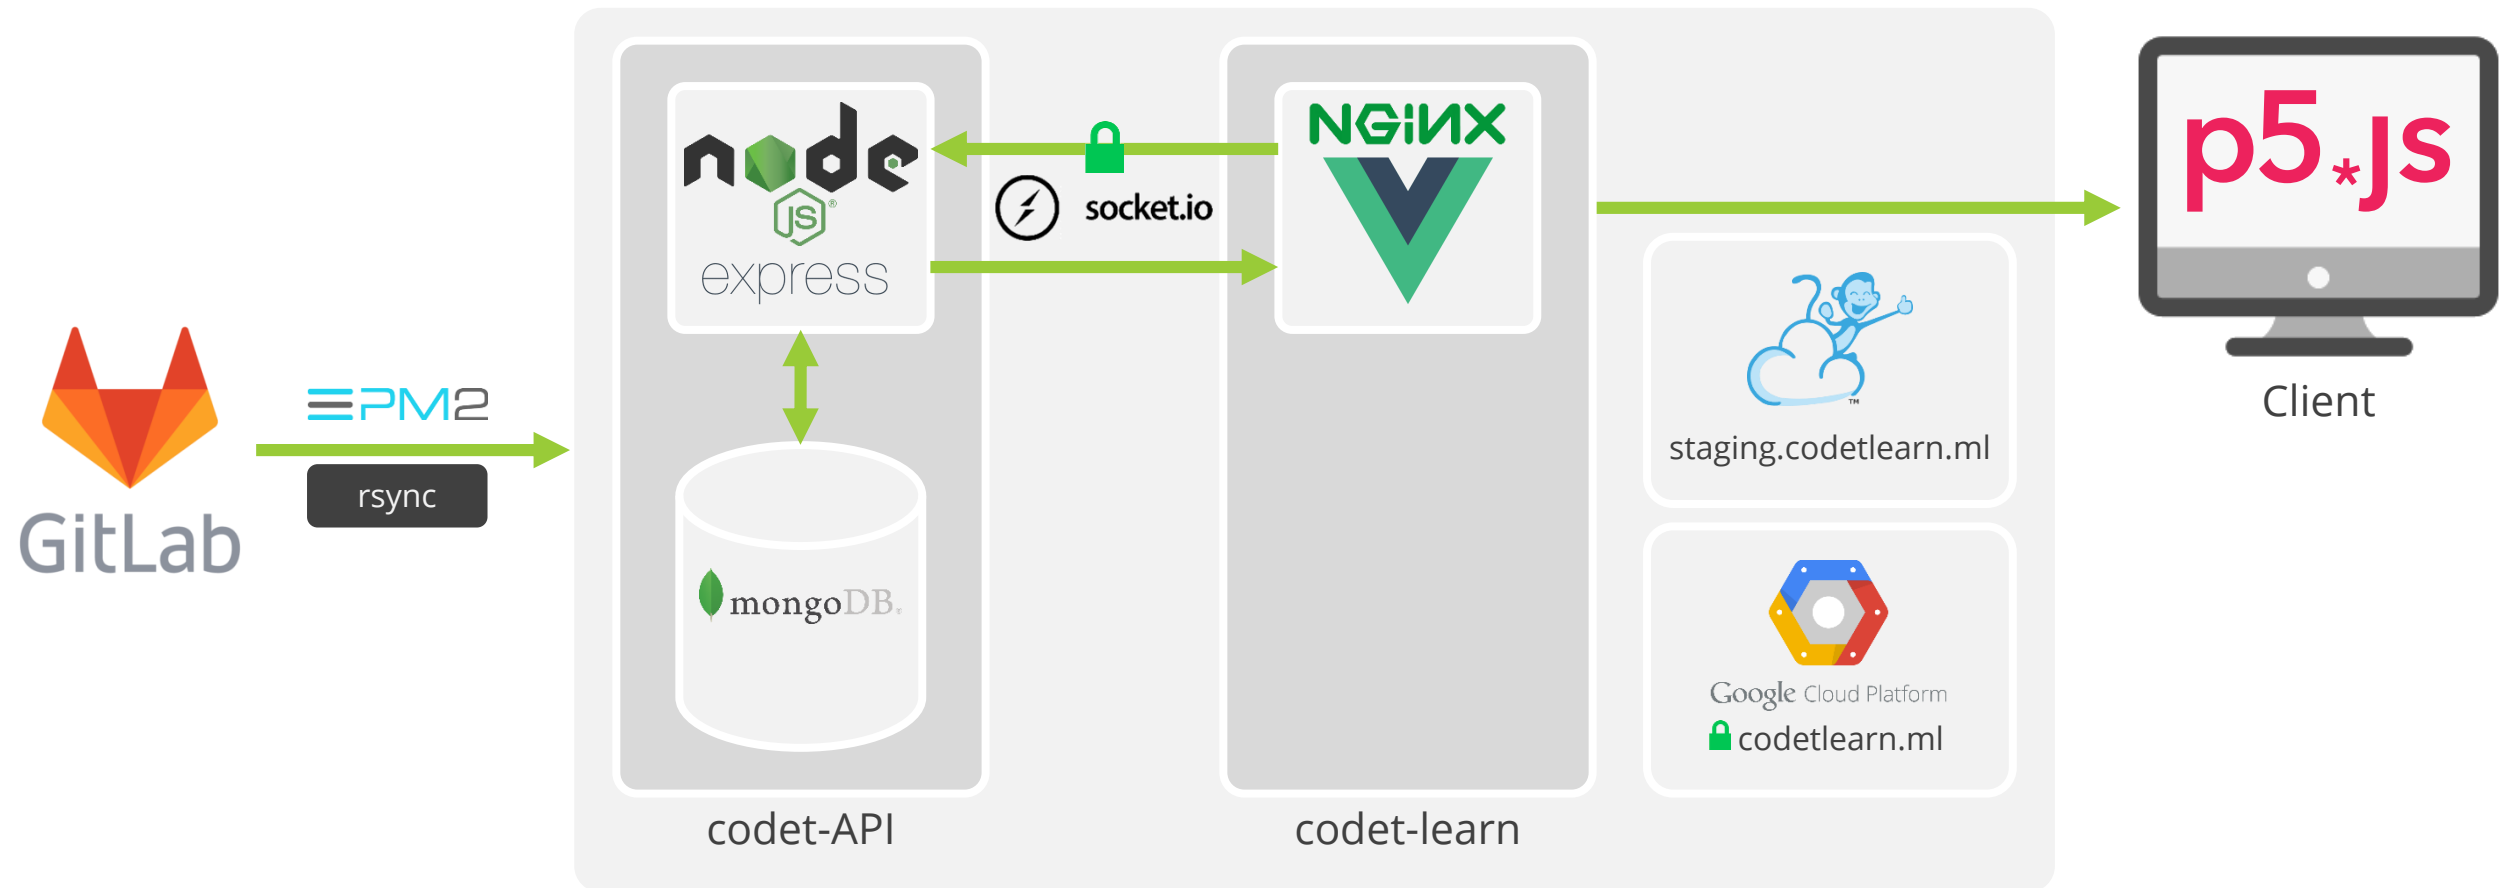 GitLab
PM2
rsync
node
JS®
express
mongoDB®
codet-API
socket.io
NGiNX
codet-learn
TM
staging.codetlearn.ml
Google Cloud Platform
codetlearn.ml
p5.js
Client